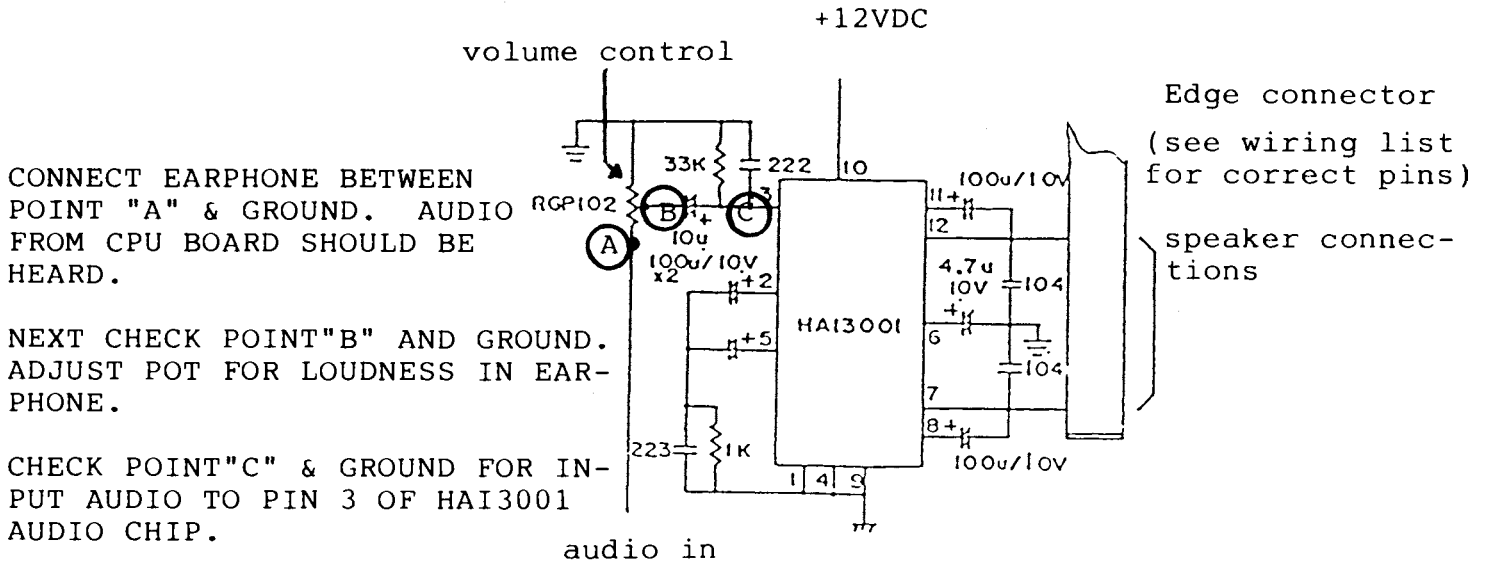 +12VDC
volume control
Edge connector
(see wiring list
for correct pins)
speaker connec-
tions
CONNECT EARPHONE BETWEEN
POINT "A" & GROUND. AUDIO
FROM CPU BOARD SHOULD BE
HEARD.
NEXT CHECK POINT"B" AND GROUND.
ADJUST POT FOR LOUDNESS IN EAR-
PHONE.
CHECK POINT"C" & GROUND FOR IN-
PUT AUDIO TO PIN 3 OF HAI3001
AUDIO CHIP.
33K
222
3
10
RGP102
B
C
A
+
10u
100u/10V
x2
+2
+5
223
1K
HA13001
1 4 9
100u/10V
11+
12
4.7u
10V
104
+
6
104
7
8+
100u/10V
audio in